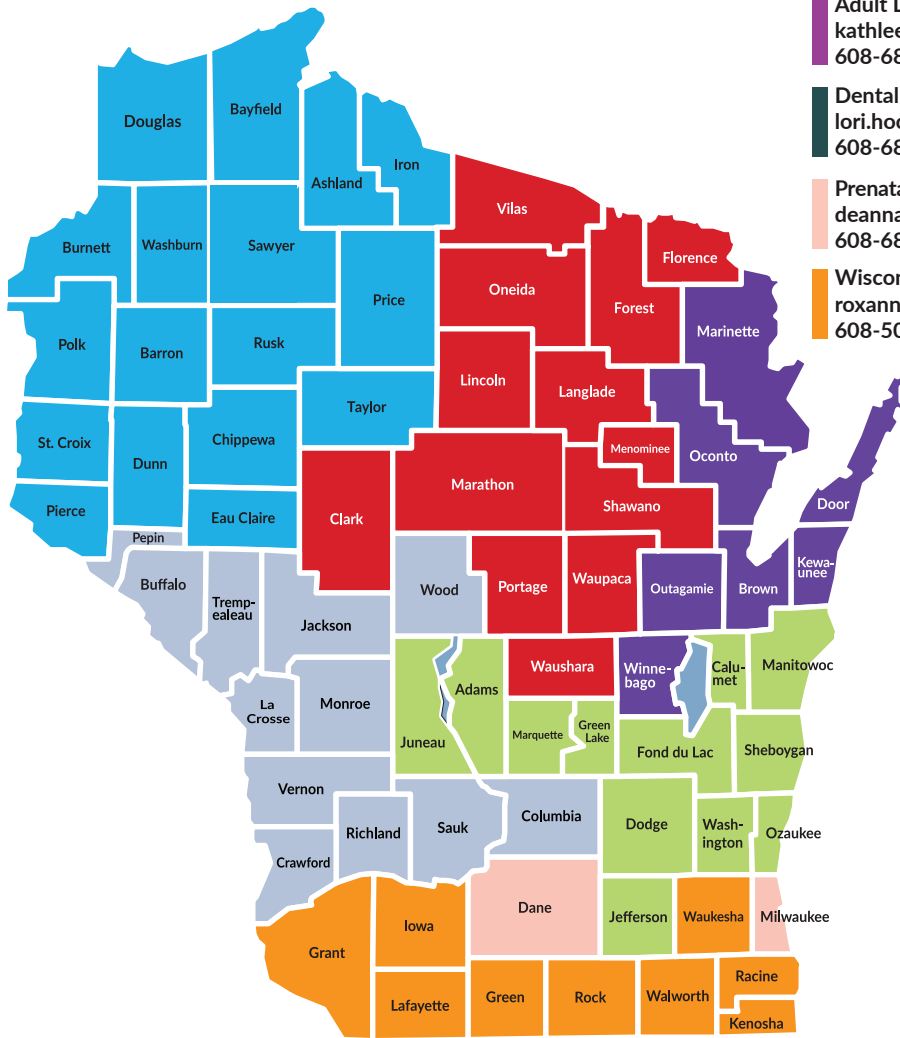 Adult
kathlee
608-68
Dental
lori.hoo
608-68
Prenata
deanna
608-68
Wiscon
roxann
608-50
Douglas
Bayfield
Ashland
Iron
Vilas
Florence
Burnett
Washburn
Sawyer
Price
Oneida
Forest
Marinette
Polk
Barron
Rusk
Lincoln
Langlade
Taylor
St. Croix
Dunn
Chippewa
Menominee
Oconto
Marathon
Shawano
Door
Pierce
Eau Claire
Clark
Pepin
Buffalo
Tremp-
ealeau
Jackson
Wood
Portage
Waupaca
Outagamie
Brown
Kewa-
unee
La
Crosse
Monroe
Juneau
Adams
Waushara
Winne-
bago
Calu-
met
Manitowoc
Marquette
Green
Lake
Fond du Lac
Sheboygan
Vernon
Richland
Sauk
Columbia
Dodge
Wash-
ington
Ozaukee
Crawford
Grant
Iowa
Dane
Jefferson
Waukesha
Milwaukee
Lafayette
Green
Rock
Walworth
Racine
Kenosha